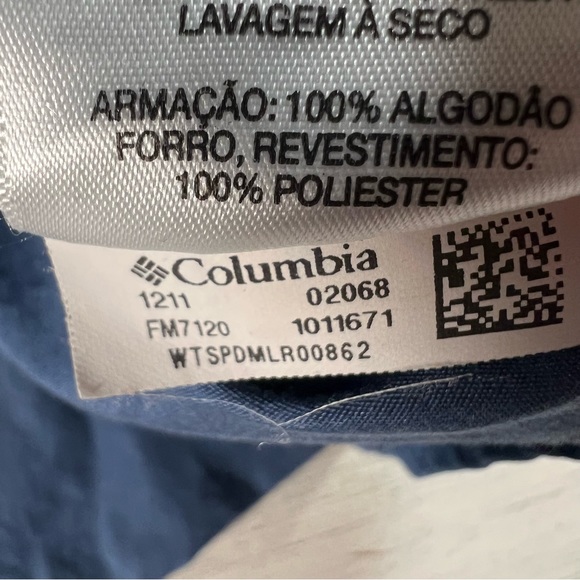 LAVAGEM À SECO
ARMAÇÃO: 100% ALGODÃO
FORRO, REVESTIMENTO:
100% POLIESTER
Columbia
1211 02068
FM7120 1011671
WTSPDMLR00862